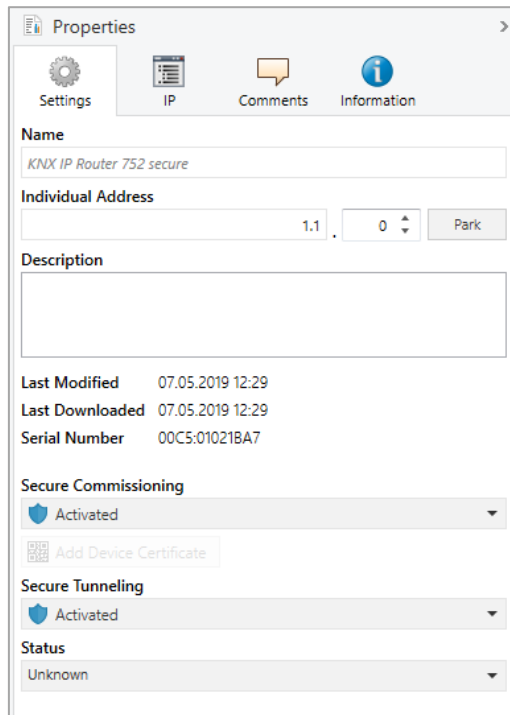 Properties
Settings IP Comments Information
Name
KNX IP Router 752 secure
Individual Address
1.1 . 0 Park
Description
Last Modified 07.05.2019 12:29
Last Downloaded 07.05.2019 12:29
Serial Number 00C5:01021BA7
Secure Commissioning
Activated
Add Device Certificate
Secure Tunneling
Activated
Status
Unknown